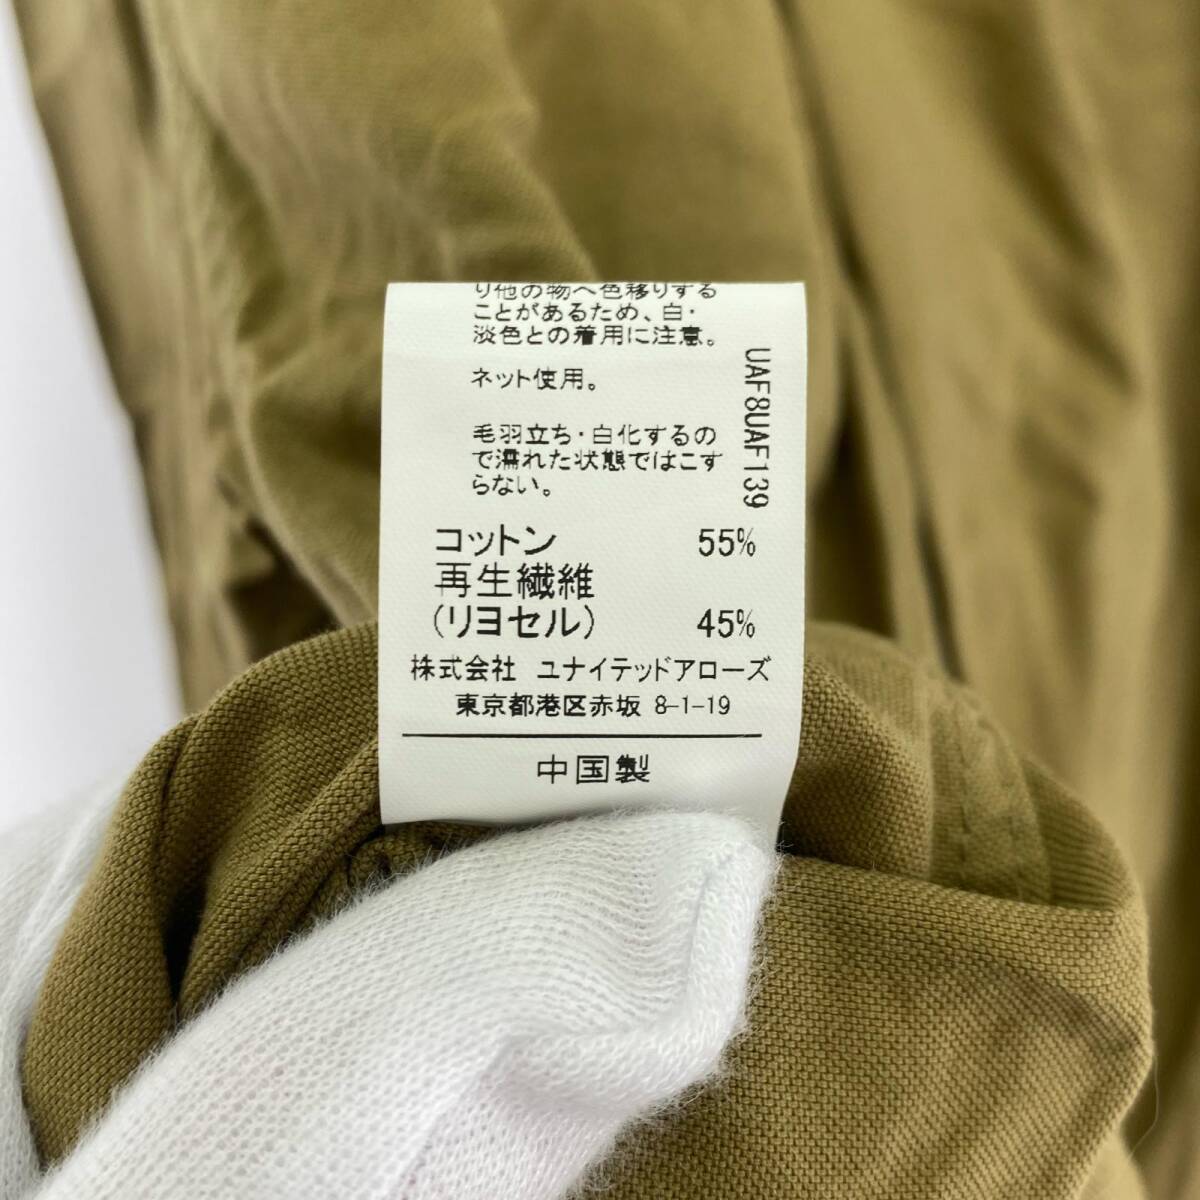 り他の物へ色移りする
ことがあるため、白・
淡色との着用に注意。
ネット使用。
毛羽立ち・白化するの
で濡れた状態ではこす
らない。
UAF8UAF139
コットン 55%
再生繊維
(リヨセル) 45%
株式会社 ユナイテッドアローズ
東京都港区赤坂 8-1-19
中国製